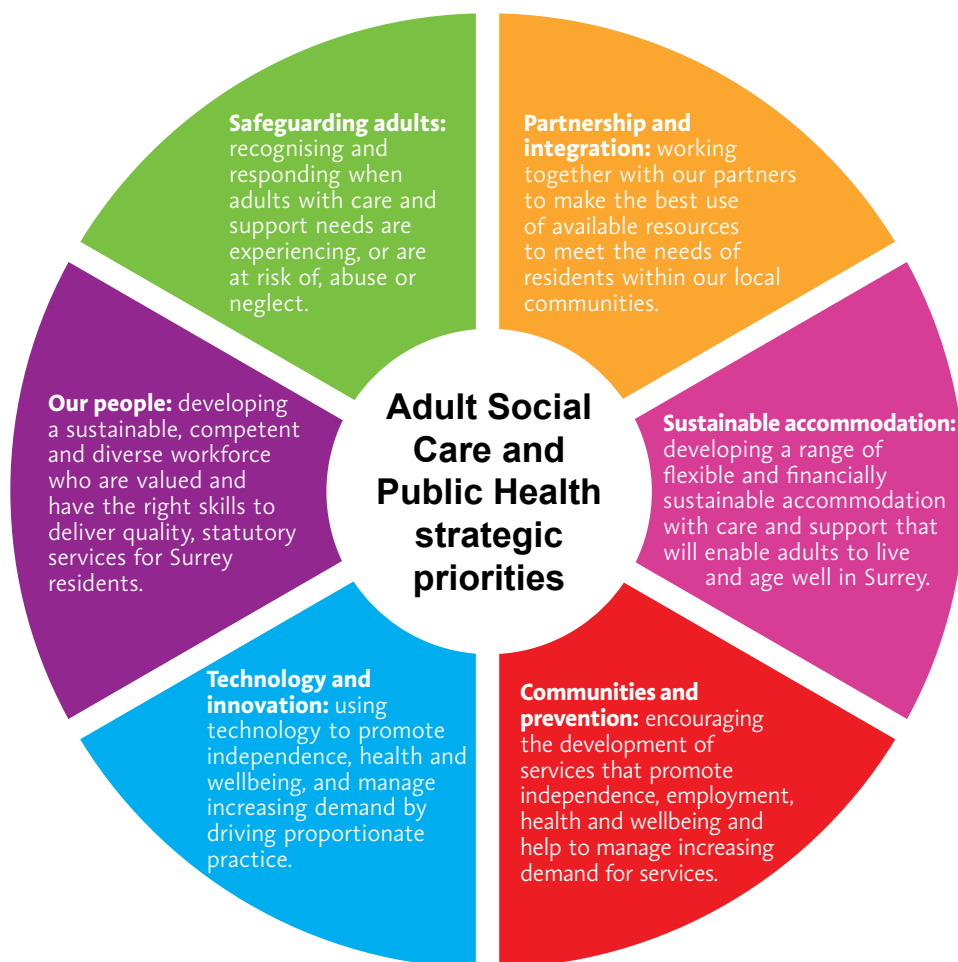 Safeguarding adults:
recognising and
responding when
adults with care and
support needs are
experiencing, or are
at risk of, abuse or
neglect.
Partnership and
integration: working
together with our partners
to make the best use
of available resources
to meet the needs of
residents within our local
communities.
Our people: developing
a sustainable, competent
and diverse workforce
who are valued and
have the right skills to
deliver quality, statutory
services for Surrey
residents.
Adult Social
Care and
Public Health
strategic
priorities
Sustainable accommodation:
developing a range of
flexible and financially
sustainable accommodation
with care and support that
will enable adults to live
and age well in Surrey.
Technology and
innovation: using
technology to promote
independence, health and
wellbeing, and manage
increasing demand by
driving proportionate
practice.
Communities and
prevention: encouraging
the development of
services that promote
independence, employment,
health and wellbeing and
help to manage increasing
demand for services.